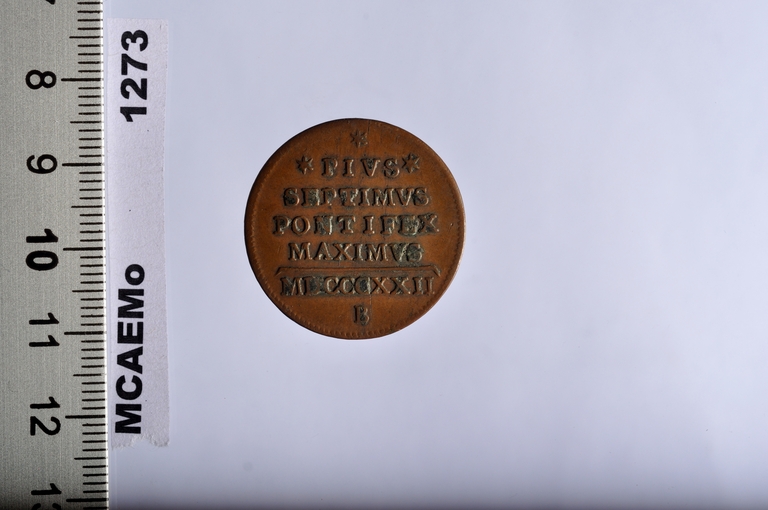 * PIVS *
SEPTIMVS
PONTIFEX
MAXIMVS
MDCCCXXII
B
MCAEMo 1273
8
9
10
11
12